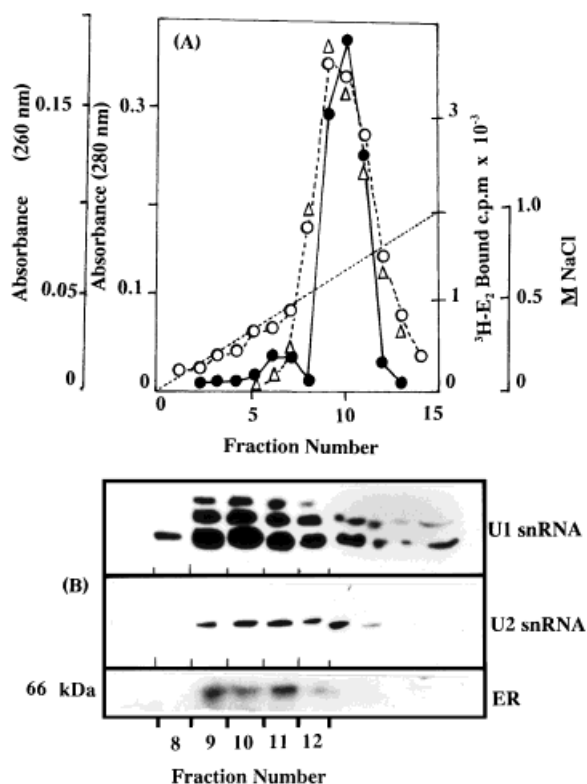 (A)
Absorbance (260 nm)
0.15
0.05
0
Absorbance (280 nm)
0.3
0.1
0
3
1
0
³H-E₂ Bound c.p.m x 10⁻³
1.0
0.5
0
M NaCl
0 5 10 15
Fraction Number
(B)
U1 snRNA
U2 snRNA
66 kDa
ER
8 9 10 11 12
Fraction Number